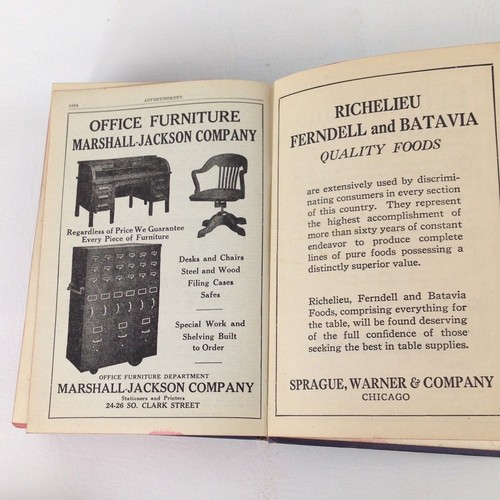 ADVERTISEMENTS
OFFICE FURNITURE
MARSHALL-JACKSON COMPANY
Regardless of Price We Guarantee
Every Piece of Furniture
Desks and Chairs
Steel and Wood
Filing Cases
Safes
Special Work and
Shelving Built
to Order
OFFICE FURNITURE DEPARTMENT
MARSHALL-JACKSON COMPANY
Stationers and Printers
24-26 SO. CLARK STREET
RICHELIEU
FERNDELL and BATAVIA
QUALITY FOODS
are extensively used by discrimi-
nating consumers in every section
of this country. They represent
the highest accomplishment of
more than sixty years of constant
endeavor to produce complete
lines of pure foods possessing a
distinctly superior value.
Richelieu, Ferndell and Batavia
Foods, comprising everything for
the table, will be found deserving
of the full confidence of those
seeking the best in table supplies.
SPRAGUE, WARNER & COMPANY
CHICAGO